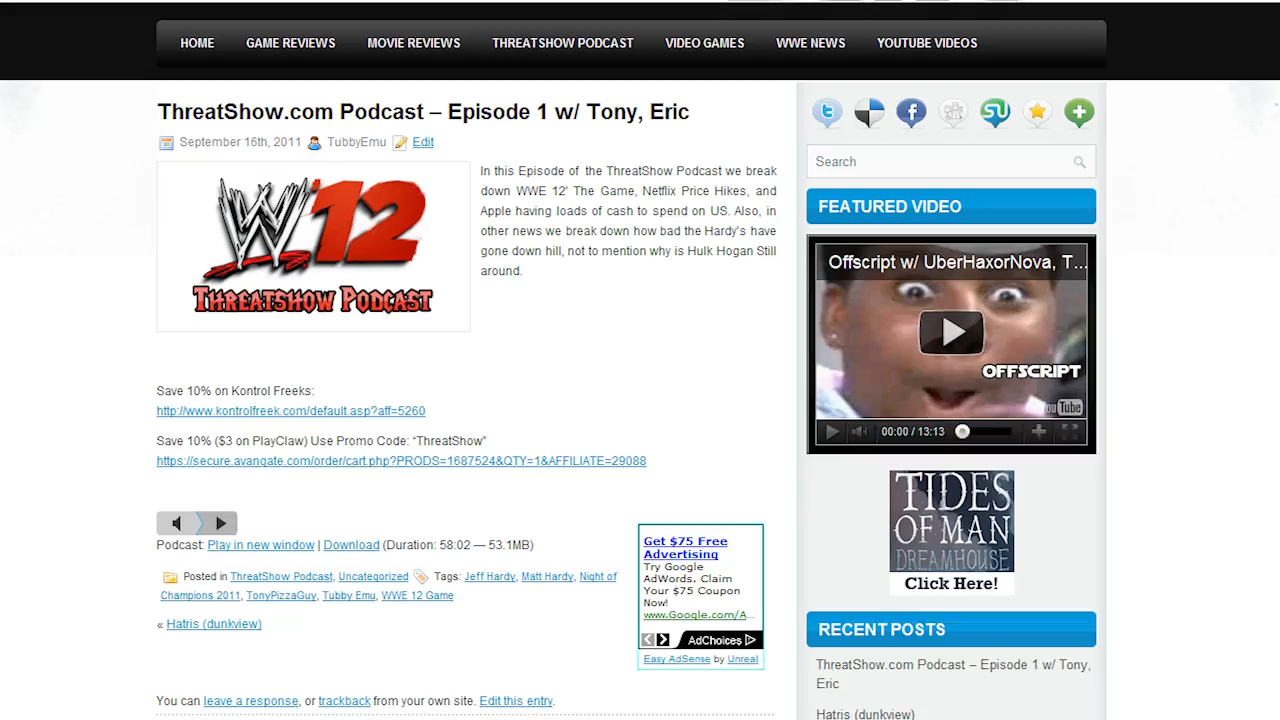 HOME GAME REVIEWS MOVIE REVIEWS THREATSHOW PODCAST VIDEO GAMES WWE NEWS YOUTUBE VIDEOS
ThreatShow.com Podcast – Episode 1 w/ Tony, Eric
September 16th, 2011 TubbyEmu Edit
W'12
THREATSHOW PODCAST
In this Episode of the ThreatShow Podcast we break
down WWE 12' The Game, Netflix Price Hikes, and
Apple having loads of cash to spend on US. Also, in
other news we break down how bad the Hardy's have
gone down hill, not to mention why is Hulk Hogan Still
around.
Save 10% on Kontrol Freeks:
http://www.kontrolfreek.com/default.asp?aff=5260
Save 10% ($3 on PlayClaw) Use Promo Code: “ThreatShow”
https://secure.avangate.com/order/cart.php?PRODS=1687524&QTY=1&AFFILIATE=29088
Podcast: Play in new window | Download (Duration: 58:02 — 53.1MB)
Posted in ThreatShow Podcast, Uncategorized Tags: Jeff Hardy, Matt Hardy, Night of
Champions 2011, TonyPizzaGuy, Tubby Emu, WWE 12 Game
« Hatris (dunkview)
Get $75 Free
Advertising
Try Google
AdWords. Claim
Your $75 Coupon
Now!
www.Google.com/A...
AdChoices
Easy AdSense by Unreal
You can leave a response, or trackback from your own site. Edit this entry.
Search
FEATURED VIDEO
Offscript w/ UberHaxorNova, T...
OFFSCRIPT
YouTube
00:00 / 13:13
TIDES
OF MAN
DREAMHOUSE
Click Here!
RECENT POSTS
ThreatShow.com Podcast – Episode 1 w/ Tony,
Eric
Hatris (dunkview)